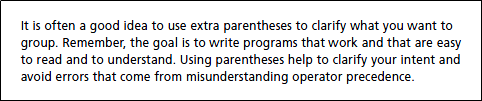 It is often a good idea to use extra parentheses to clarify what you want to
group. Remember, the goal is to write programs that work and that are easy
to read and to understand. Using parentheses help to clarify your intent and
avoid errors that come from misunderstanding operator precedence.